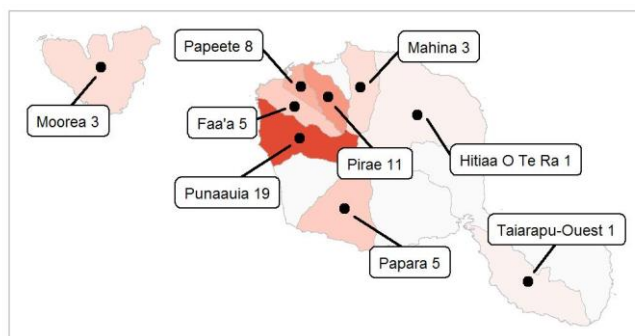 Papeete 8
Mahina 3
Moorea 3
Faa'a 5
Pirae 11
Hitiaa O Te Ra 1
Punaauia 19
Taiarapu-Ouest 1
Papara 5